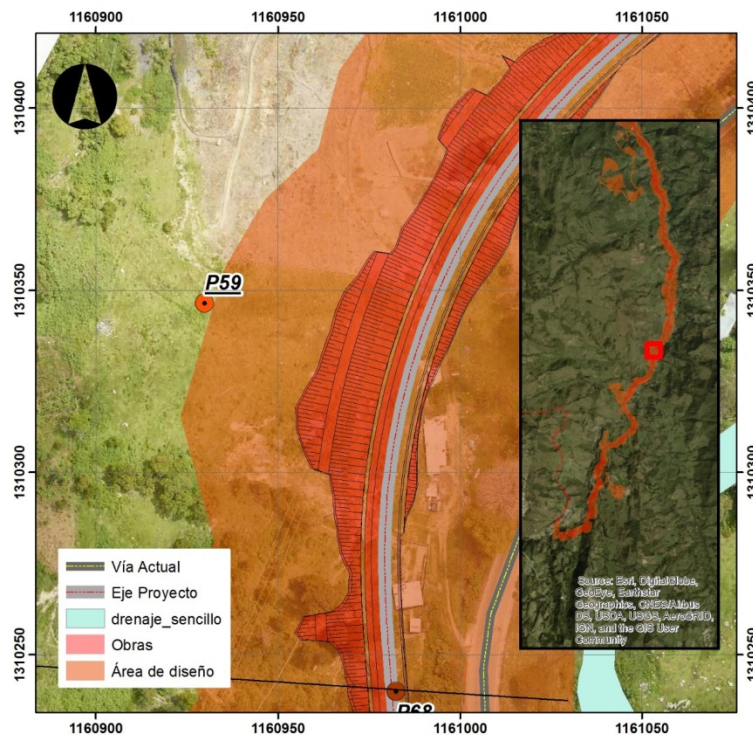 1160900 1160950 1161000 1161050
1310400 1310400
P59
1310350 1310350
1310300 1310300
Vía Actual
Eje Proyecto
drenaje_sencillo
Obras
Área de diseño
Source: Esri, DigitalGlobe,
GeoEye, Earthstar
Geographics, CNES/Airbus
DS, USDA, USGS, AeroGRID,
IGN, and the GIS User
Community
1310250 1310250
P68
1160900 1160950 1161000 1161050